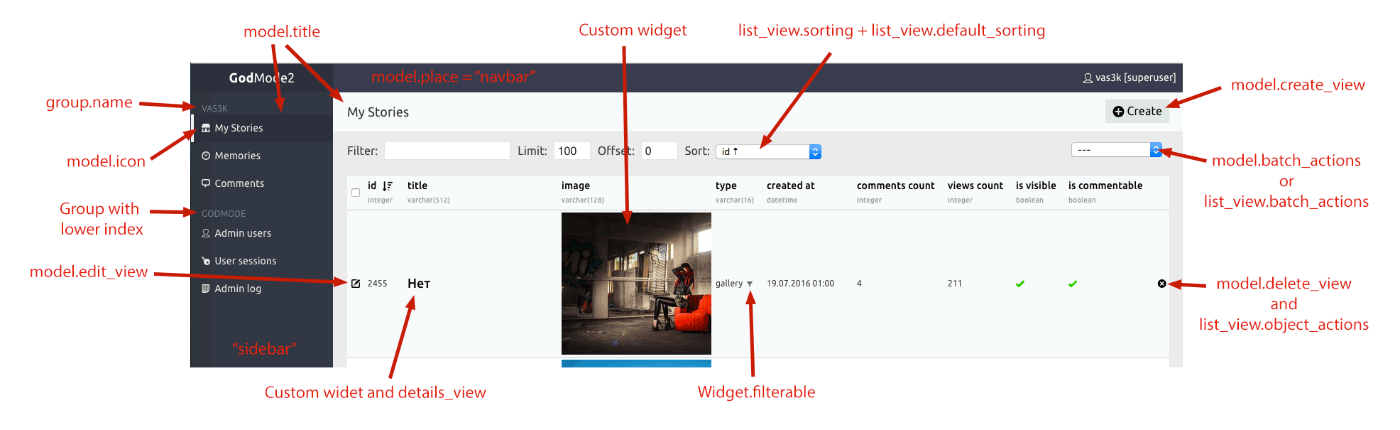 model.title
Custom widget
list_view.sorting + list_view.default_sorting
GodMode2
model.place = "navbar"
vas3k [superuser]
group.name
VAS3K
My Stories
Create
model.create_view
My Stories
model.icon
Memories
Filter:
Limit: 100
Offset: 0
Sort: id ↑
---
model.batch_actions
or
list_view.batch_actions
Comments
id title image type created at comments count views count is visible is commentable
integer varchar(512) varchar(128) varchar(16) datetime integer integer boolean boolean
Group with
lower index
GODMODE
Admin users
User sessions
Admin log
model.edit_view
2455 Нет gallery 19.07.2016 01:00 4 211
model.delete_view
and
list_view.object_actions
"sidebar"
Custom widet and details_view
Widget.filterable